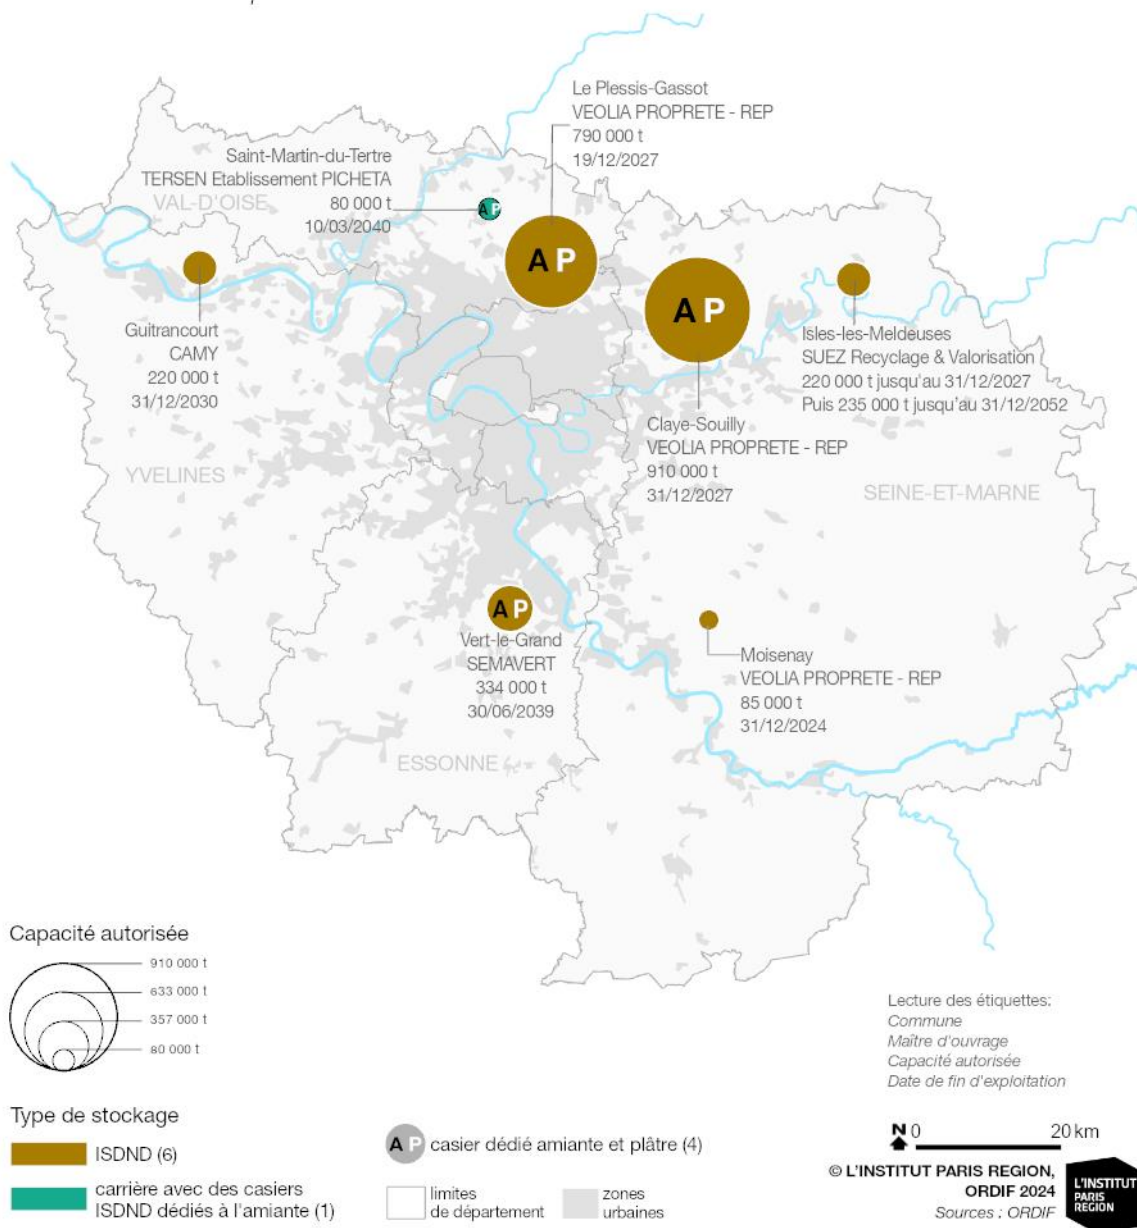 Le Plessis-Gassot
VEOLIA PROPRETE - REP
790 000 t
19/12/2027
Saint-Martin-du-Tertre
TERSEN Etablissement PICHETA
80 000 t
10/03/2040
VAL-D'OISE
A P
A P
A P
Guitrancourt
CAMY
220 000 t
31/12/2030
Isles-les-Meldeuses
SUEZ Recyclage & Valorisation
220 000 t jusqu'au 31/12/2027
Puis 235 000 t jusqu'au 31/12/2052
Claye-Souilly
VEOLIA PROPRETE - REP
910 000 t
31/12/2027
YVELINES
SEINE-ET-MARNE
A P
Vert-le-Grand
SEMAVERT
334 000 t
30/06/2039
Moisenay
VEOLIA PROPRETE - REP
85 000 t
31/12/2024
ESSONNE
Capacité autorisée
910 000 t
633 000 t
357 000 t
80 000 t
Lecture des étiquettes:
Commune
Maître d'ouvrage
Capacité autorisée
Date de fin d'exploitation
Type de stockage
ISDND (6)
carrière avec des casiers
ISDND dédiés à l'amiante (1)
A P casier dédié amiante et plâtre (4)
limites
de département
zones
urbaines
N 0 20 km
© L'INSTITUT PARIS REGION,
ORDIF 2024
Sources : ORDIF
L'INSTITUT
PARIS
REGION